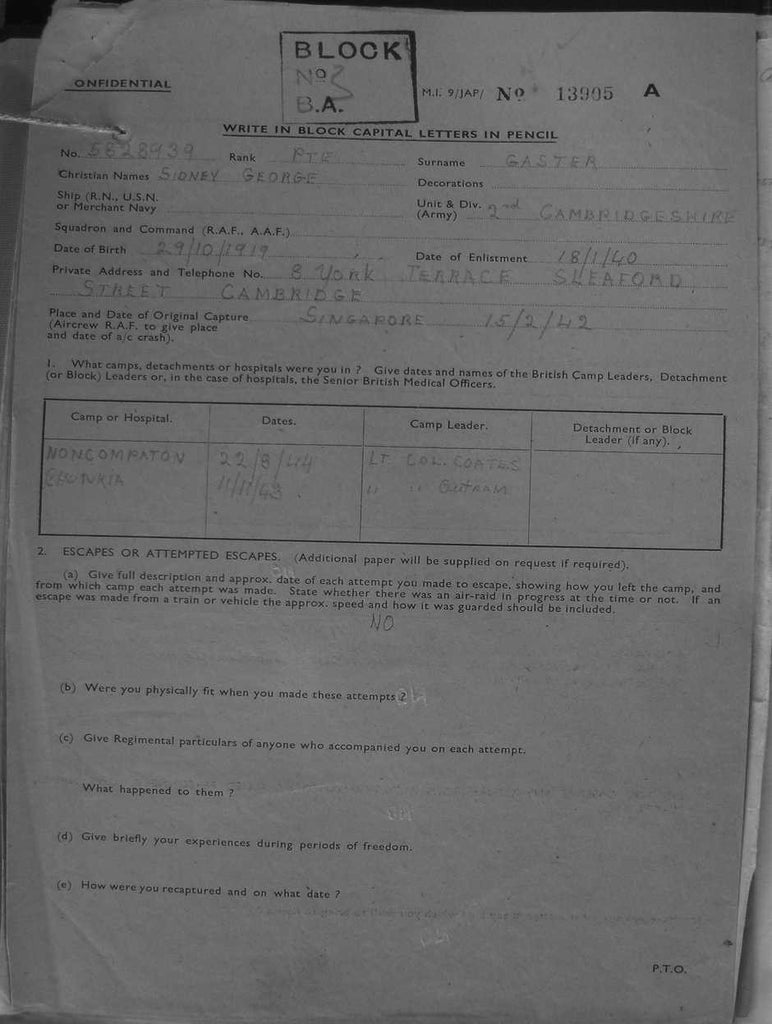 BLOCK
No 3
B.A.
ONFIDENTIAL
M.I. 9/JAP/ No 13905 A
WRITE IN BLOCK CAPITAL LETTERS IN PENCIL
No. 5828939 Rank PTE Surname GASTER
Christian Names SIDNEY GEORGE Decorations
Ship (R.N., U.S.N. or Merchant Navy
Unit & Div. (Army) 2nd CAMBRIDGESHIRE
Squadron and Command (R.A.F., A.A.F.)
Date of Birth 29/10/1919 Date of Enlistment 18/1/40
Private Address and Telephone No. 8 York TERRACE SLEAFORD
STREET CAMBRIDGE
Place and Date of Original Capture SINGAPORE 15/2/42
(Aircrew R.A.F. to give place
and date of a/c crash).
1. What camps, detachments or hospitals were you in ? Give dates and names of the British Camp Leaders, Detachment
(or Block) Leaders or, in the case of hospitals, the Senior British Medical Officers.
Camp or Hospital. Dates. Camp Leader. Detachment or Block
Leader (if any).
NONCOMPATON 22/8/44 LT COL. COATES
11/11/43 " " OUTRAM
2. ESCAPES OR ATTEMPTED ESCAPES. (Additional paper will be supplied on request if required).
(a) Give full description and approx. date of each attempt you made to escape, showing how you left the camp, and
from which camp each attempt was made. State whether there was an air-raid in progress at the time or not. If an
escape was made from a train or vehicle the approx. speed and how it was guarded should be included.
NO
(b) Were you physically fit when you made these attempts ?
(c) Give Regimental particulars of anyone who accompanied you on each attempt.
What happened to them ?
(d) Give briefly your experiences during periods of freedom.
(e) How were you recaptured and on what date ?
P.T.O.